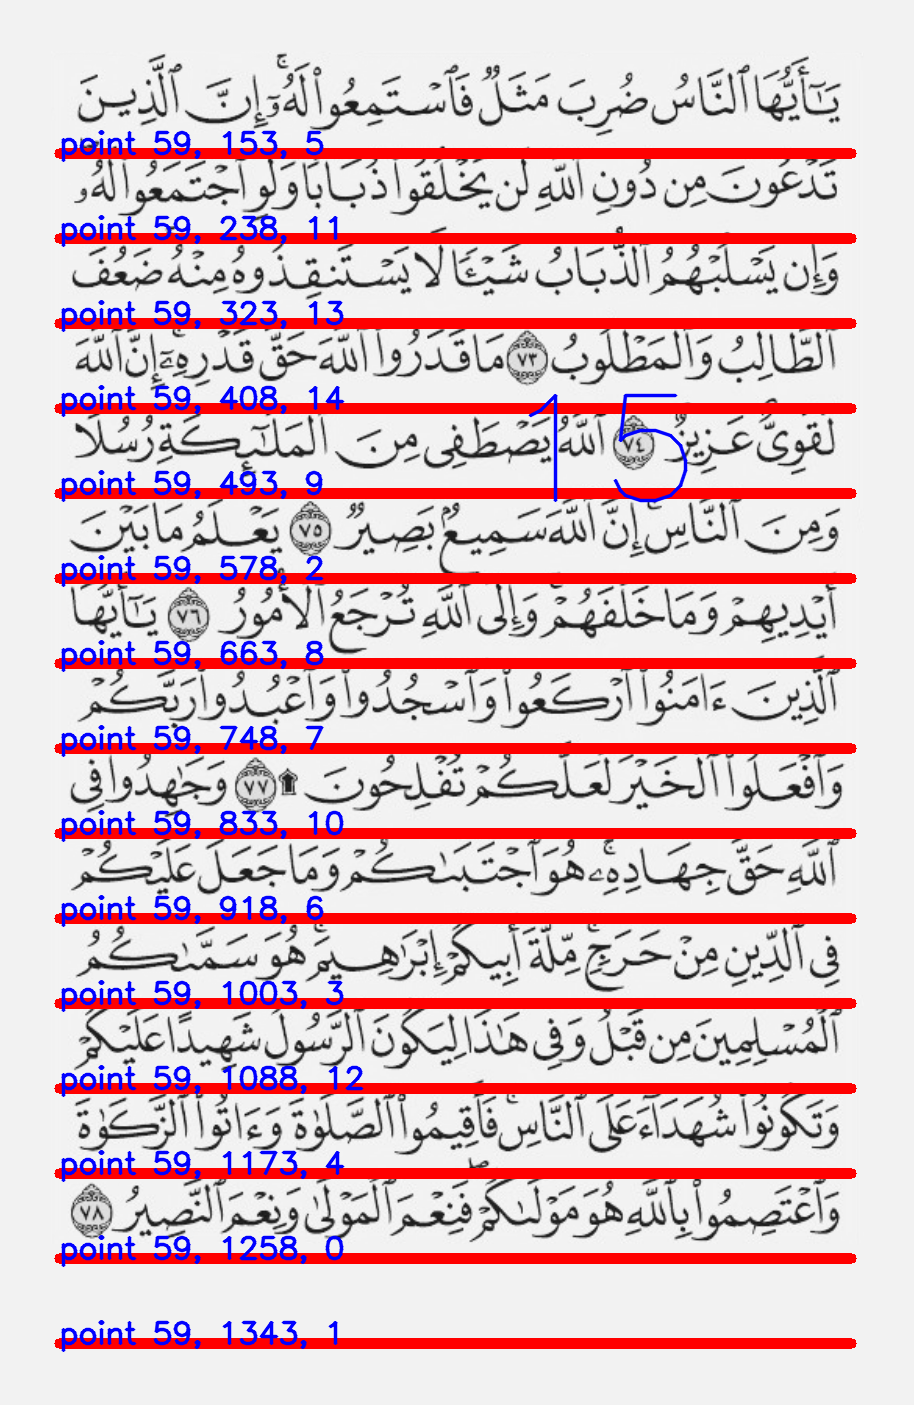 يَـٰٓأَيُّهَا ٱلنَّاسُ ضُرِبَ مَثَلٌ فَٱسْتَمِعُوا۟ لَهُۥٓ ۚ إِنَّ ٱلَّذِينَ
point 59, 153, 5
تَدْعُونَ مِن دُونِ ٱللَّهِ لَن يَخْلُقُوا۟ ذُبَابًا وَلَوِ ٱجْتَمَعُوا۟ لَهُۥ
point 59, 238, 11
وَإِن يَسْلُبْهُمُ ٱلذُّبَابُ شَيْـًٔا لَّا يَسْتَنقِذُوهُ مِنْهُ ضَعُفَ
point 59, 323, 13
ٱلطَّالِبُ وَٱلْمَطْلُوبُ ٧٣ مَا قَدَرُوا۟ ٱللَّهَ حَقَّ قَدْرِهِۦٓ ۗ إِنَّ ٱللَّهَ
point 59, 408, 14
لَقَوِىٌّ عَزِيزٌ ٧٤ ٱللَّهُ يَصْطَفِى مِنَ ٱلْمَلَـٰٓئِكَةِ رُسُلًا
15
point 59, 493, 9
وَمِنَ ٱلنَّاسِ ۚ إِنَّ ٱللَّهَ سَمِيعٌۢ بَصِيرٌ ٧٥ يَعْلَمُ مَا بَيْنَ
point 59, 578, 2
أَيْدِيهِمْ وَمَا خَلْفَهُمْ ۗ وَإِلَى ٱللَّهِ تُرْجَعُ ٱلْأُمُورُ ٧٦ يَـٰٓأَيُّهَا
point 59, 663, 8
ٱلَّذِينَ ءَامَنُوا۟ ٱرْكَعُوا۟ وَٱسْجُدُوا۟ وَٱعْبُدُوا۟ رَبَّكُمْ
point 59, 748, 7
وَٱفْعَلُوا۟ ٱلْخَيْرَ لَعَلَّكُمْ تُفْلِحُونَ ۩ ٧٧ وَجَـٰهِدُوا۟ فِى
point 59, 833, 10
ٱللَّهِ حَقَّ جِهَادِهِۦ ۚ هُوَ ٱجْتَبَىٰكُمْ وَمَا جَعَلَ عَلَيْكُمْ
point 59, 918, 6
فِى ٱلدِّينِ مِنْ حَرَجٍ ۚ مِّلَّةَ أَبِيكُمْ إِبْرَٰهِيمَ ۚ هُوَ سَمَّىٰكُمُ
point 59, 1003, 3
ٱلْمُسْلِمِينَ مِن قَبْلُ وَفِى هَـٰذَا لِيَكُونَ ٱلرَّسُولُ شَهِيدًا عَلَيْكُمْ
point 59, 1088, 12
وَتَكُونُوا۟ شُهَدَآءَ عَلَى ٱلنَّاسِ ۚ فَأَقِيمُوا۟ ٱلصَّلَوٰةَ وَءَاتُوا۟ ٱلزَّكَوٰةَ
point 59, 1173, 4
وَٱعْتَصِمُوا۟ بِٱللَّهِ هُوَ مَوْلَىٰكُمْ ۖ فَنِعْمَ ٱلْمَوْلَىٰ وَنِعْمَ ٱلنَّصِيرُ ٧٨
point 59, 1258, 0
point 59, 1343, 1